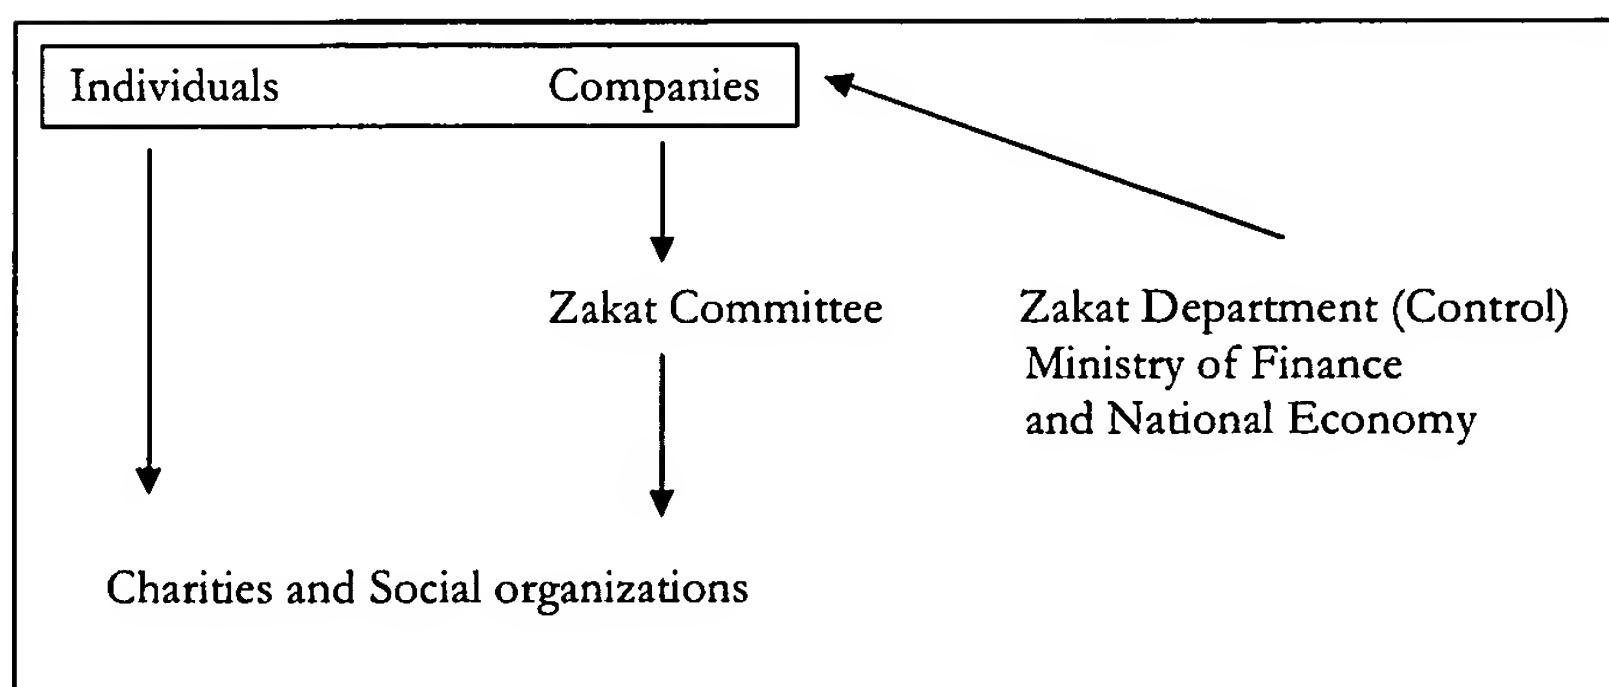 Individuals
Companies
Zakat Committee
Zakat Department (Control)
Ministry of Finance
and National Economy
Charities and Social organizations